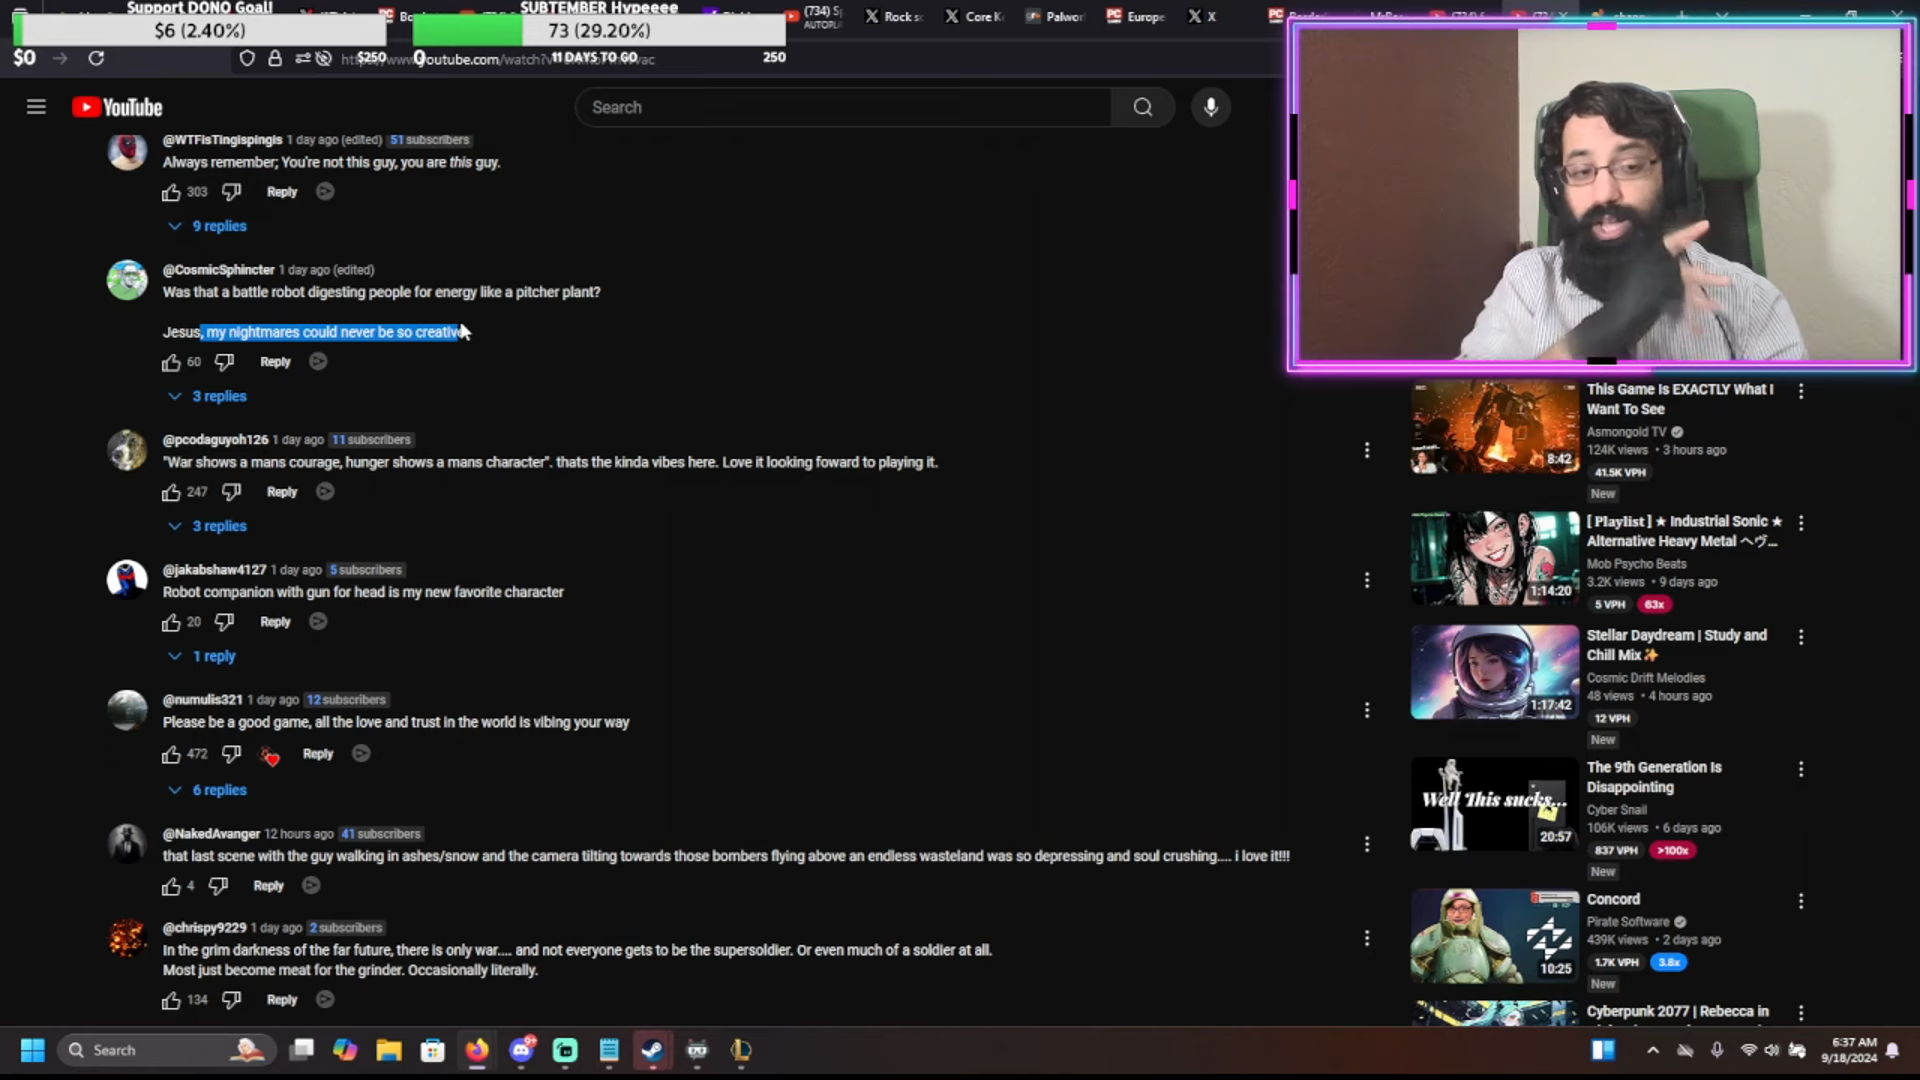 Support DONO Goal!
$6 (2.40%)
$0
$250
SUBTEMBER Hypeeee
73 (29.20%)
0
11 DAYS TO GO
250
Rock s
Core K
Palwor
Europe
X
YouTube
Search
@WTFisTingispingis 1 day ago (edited) 51 subscribers
Always remember; You're not this guy, you are this guy.
303 Reply
9 replies
@CosmicSphincter 1 day ago (edited)
Was that a battle robot digesting people for energy like a pitcher plant?
Jesus, my nightmares could never be so creative
60 Reply
3 replies
@pcodaguyoh126 1 day ago 11 subscribers
"War shows a mans courage, hunger shows a mans character". thats the kinda vibes here. Love it looking foward to playing it.
247 Reply
3 replies
@jakabshaw4127 1 day ago 5 subscribers
Robot companion with gun for head is my new favorite character
20 Reply
1 reply
@numulis321 1 day ago 12 subscribers
Please be a good game, all the love and trust in the world is vibing your way
472 Reply
6 replies
@NakedAvanger 12 hours ago 41 subscribers
that last scene with the guy walking in ashes/snow and the camera tilting towards those bombers flying above an endless wasteland was so depressing and soul crushing.... i love it!!!
4 Reply
@chrispy9229 1 day ago 2 subscribers
In the grim darkness of the far future, there is only war.... and not everyone gets to be the supersoldier. Or even much of a soldier at all.
Most just become meat for the grinder. Occasionally literally.
134 Reply
8:42
This Game Is EXACTLY What I
Want To See
Asmongold TV
124K views • 3 hours ago
41.5K VPH
New
1:14:20
[ Playlist ] ★ Industrial Sonic ★
Alternative Heavy Metal ヘヴ...
Mob Psycho Beats
3.2K views • 9 days ago
5 VPH 63x
1:17:42
Stellar Daydream | Study and
Chill Mix✨
Cosmic Drift Melodies
48 views • 4 hours ago
12 VPH
New
Well This sucks...
20:57
The 9th Generation Is
Disappointing
Cyber Snail
106K views • 6 days ago
837 VPH >100x
New
10:25
Concord
Pirate Software
439K views • 2 days ago
1.7K VPH 3.8x
New
Cyberpunk 2077 | Rebecca in
Search
6:37 AM
9/18/2024